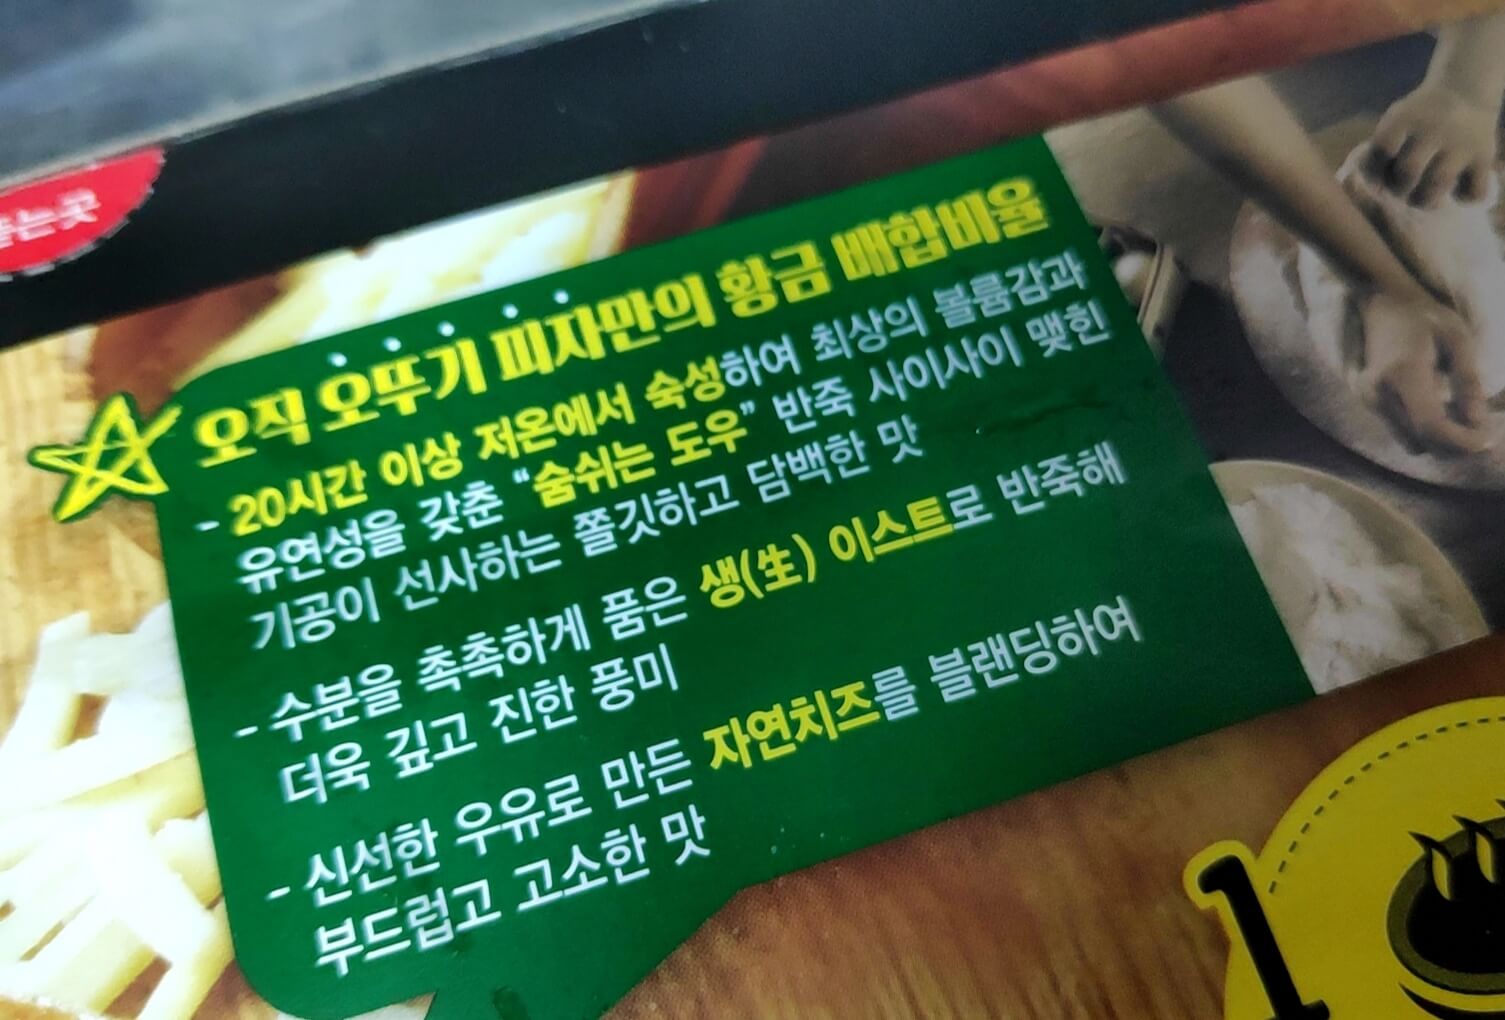 뜯는곳
오직 오뚜기 피자만의 황금 배합비율
- 20시간 이상 저온에서 숙성하여 최상의 볼륨감과
유연성을 갖춘 “숨쉬는 도우” 반죽 사이사이 맺힌
기공이 선사하는 쫄깃하고 담백한 맛
- 수분을 촉촉하게 품은 생(生) 이스트로 반죽해
더욱 깊고 진한 풍미
- 신선한 우유로 만든 자연치즈를 블랜딩하여
부드럽고 고소한 맛
1